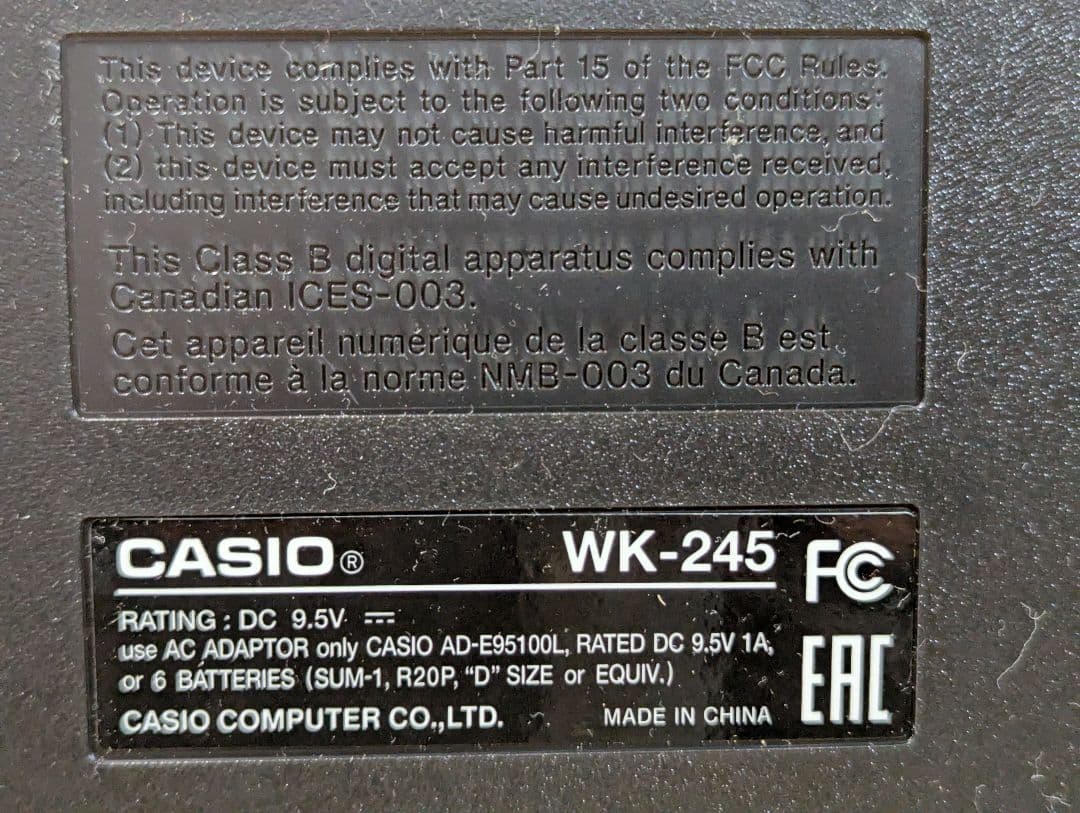 This device complies with Part 15 of the FCC Rules.
Operation is subject to the following two conditions:
(1) This device may not cause harmful interference, and
(2) this device must accept any interference received,
including interference that may cause undesired operation.
This Class B digital apparatus complies with
Canadian ICES-003.
Cet appareil numérique de la classe B est
conforme à la norme NMB-003 du Canada.
CASIO® WK-245 FC
RATING : DC 9.5V ⎓
use AC ADAPTOR only CASIO AD-E95100L, RATED DC 9.5V 1A,
or 6 BATTERIES (SUM-1, R20P, “D” SIZE or EQUIV.)
CASIO COMPUTER CO.,LTD. MADE IN CHINA
EAC